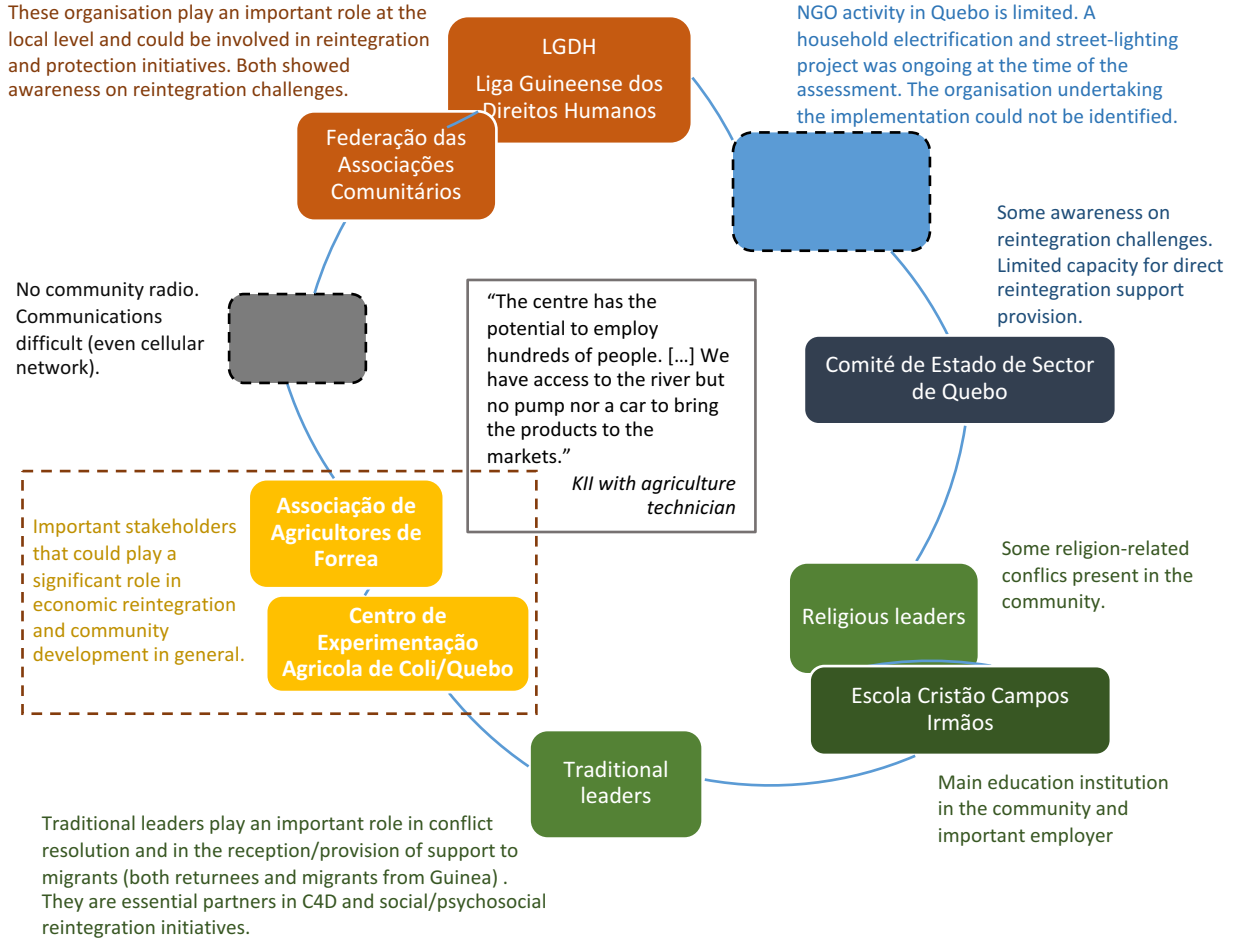 These organisation play an important role at the
local level and could be involved in reintegration
and protection initiatives. Both showed
awareness on reintegration challenges.
LGDH
Liga Guineense dos
Direitos Humanos
NGO activity in Quebo is limited. A
household electrification and street-lighting
project was ongoing at the time of the
assessment. The organisation undertaking
the implementation could not be identified.
Federação das
Associações
Comunitários
Some awareness on
reintegration challenges.
Limited capacity for direct
reintegration support
provision.
No community radio.
Communications
difficult (even cellular
network).
“The centre has the
potential to employ
hundreds of people. […] We
have access to the river but
no pump nor a car to bring
the products to the
markets.”
KII with agriculture
technician
Comité de Estado de Sector
de Quebo
Important stakeholders
that could play a
significant role in
economic reintegration
and community
development in general.
Associação de
Agricultores de
Forrea
Centro de
Experimentação
Agricola de Coli/Quebo
Some religion-related
conflics present in the
community.
Religious leaders
Escola Cristão Campos
Irmãos
Traditional
leaders
Main education institution
in the community and
important employer
Traditional leaders play an important role in conflict
resolution and in the reception/provision of support to
migrants (both returnees and migrants from Guinea) .
They are essential partners in C4D and social/psychosocial
reintegration initiatives.